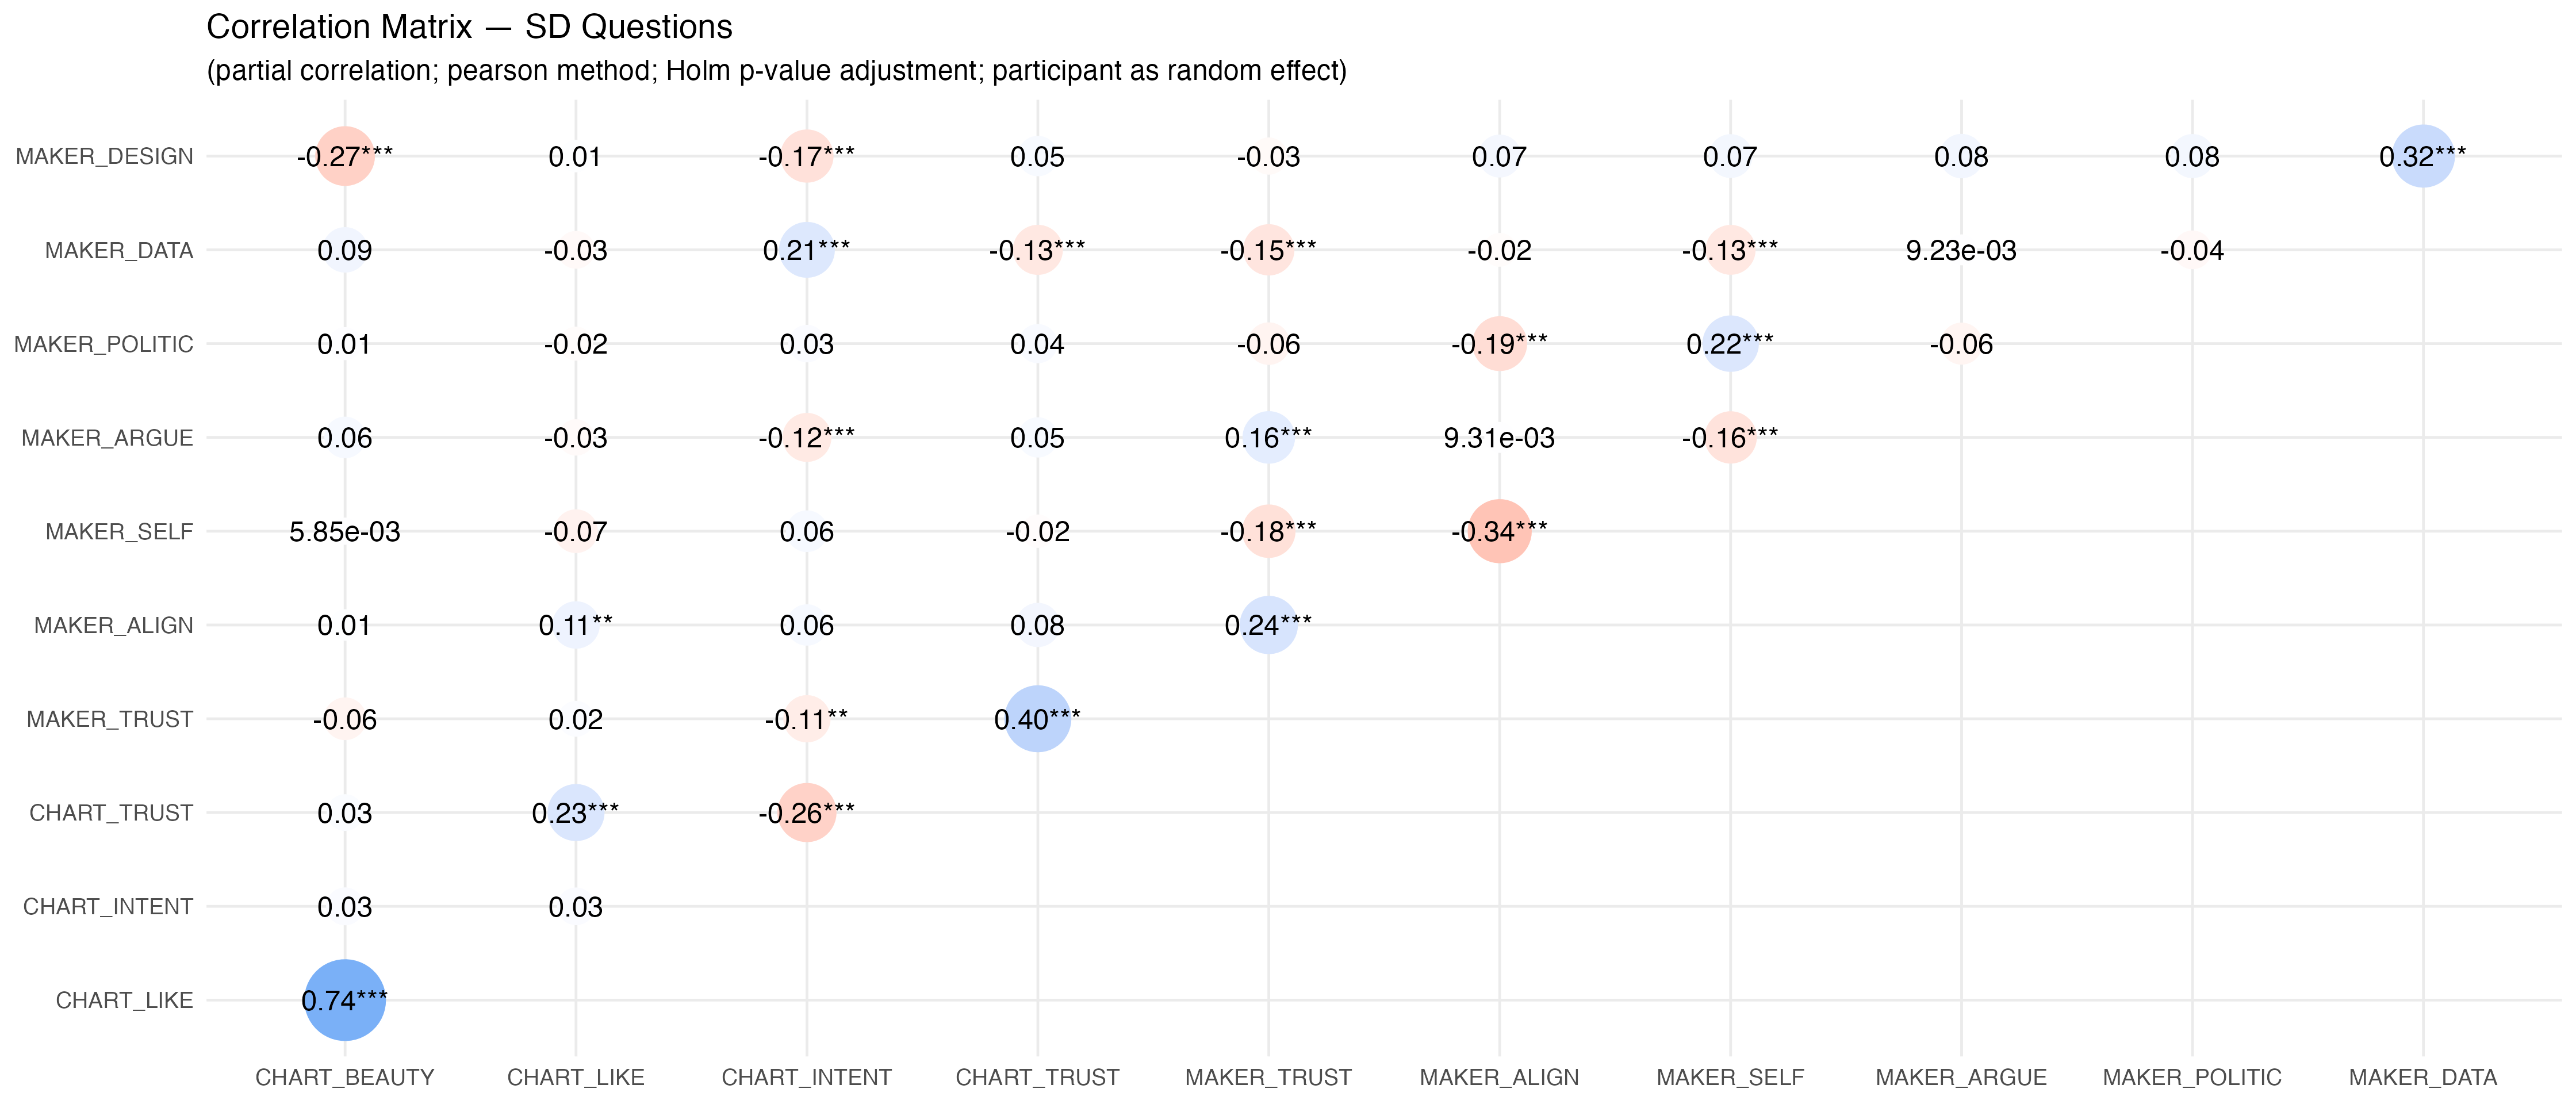 Correlation Matrix — SD Questions
(partial correlation; pearson method; Holm p-value adjustment; participant as random effect)
MAKER_DESIGN -0.27*** 0.01 -0.17*** 0.05 -0.03 0.07 0.07 0.08 0.08 0.32***
MAKER_DATA 0.09 -0.03 0.21*** -0.13*** -0.15*** -0.02 -0.13*** 9.23e-03 -0.04
MAKER_POLITIC 0.01 -0.02 0.03 0.04 -0.06 -0.19*** 0.22*** -0.06
MAKER_ARGUE 0.06 -0.03 -0.12*** 0.05 0.16*** 9.31e-03 -0.16***
MAKER_SELF 5.85e-03 -0.07 0.06 -0.02 -0.18*** -0.34***
MAKER_ALIGN 0.01 0.11** 0.06 0.08 0.24***
MAKER_TRUST -0.06 0.02 -0.11** 0.40***
CHART_TRUST 0.03 0.23*** -0.26***
CHART_INTENT 0.03 0.03
CHART_LIKE 0.74***
CHART_BEAUTY CHART_LIKE CHART_INTENT CHART_TRUST MAKER_TRUST MAKER_ALIGN MAKER_SELF MAKER_ARGUE MAKER_POLITIC MAKER_DATA